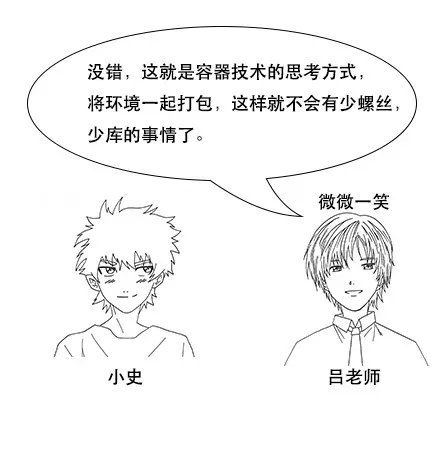 没错，这就是容器技术的思考方式，
将环境一起打包，这样就不会有少螺丝，
少库的事情了。
微微一笑
小史
吕老师